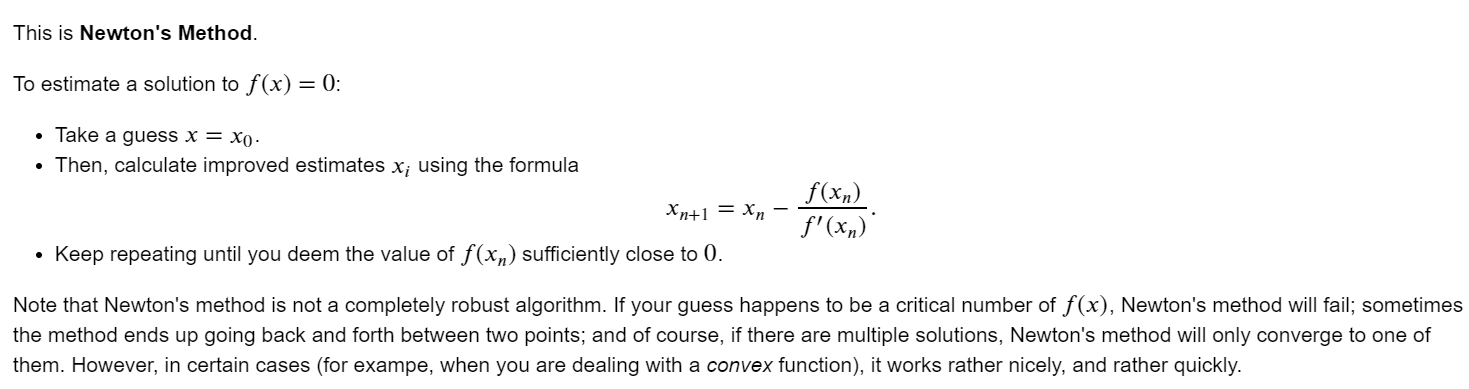 This is Newton's Method.
To estimate a solution to f(x) = 0:
• Take a guess x = x₀.
• Then, calculate improved estimates xᵢ using the formula
xₙ₊₁ = xₙ − f(xₙ) / f′(xₙ).
• Keep repeating until you deem the value of f(xₙ) sufficiently close to 0.
Note that Newton's method is not a completely robust algorithm. If your guess happens to be a critical number of f(x), Newton's method will fail; sometimes
the method ends up going back and forth between two points; and of course, if there are multiple solutions, Newton's method will only converge to one of
them. However, in certain cases (for exampe, when you are dealing with a convex function), it works rather nicely, and rather quickly.